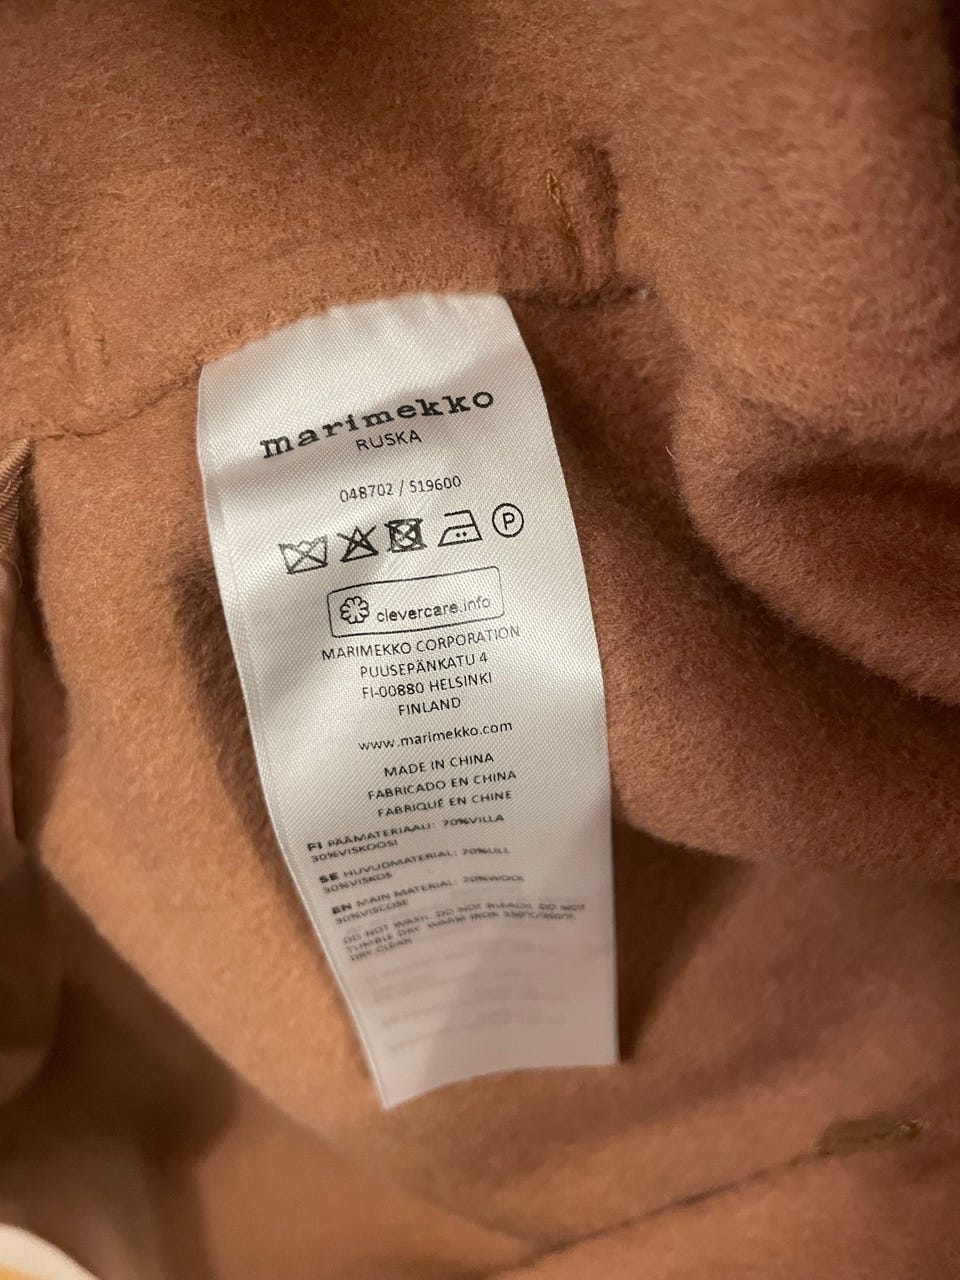 marimekko
RUSKA
048702 / 519600
P
clevercare.info
MARIMEKKO CORPORATION
PUUSEPÄNKATU 4
FI-00880 HELSINKI
FINLAND
www.marimekko.com
MADE IN CHINA
FABRICADO EN CHINA
FABRIQUÉ EN CHINE
FI PÄÄMATERIAALI: 70%VILLA
30%VISKOOSI
SE HUVUDMATERIAL: 70%ULL
30%VISKOS
EN MAIN MATERIAL: 70%WOOL
30%VISCOSE
DO NOT WASH. DO NOT BLEACH. DO NOT
TUMBLE DRY. WARM IRON
DRY CLEAN